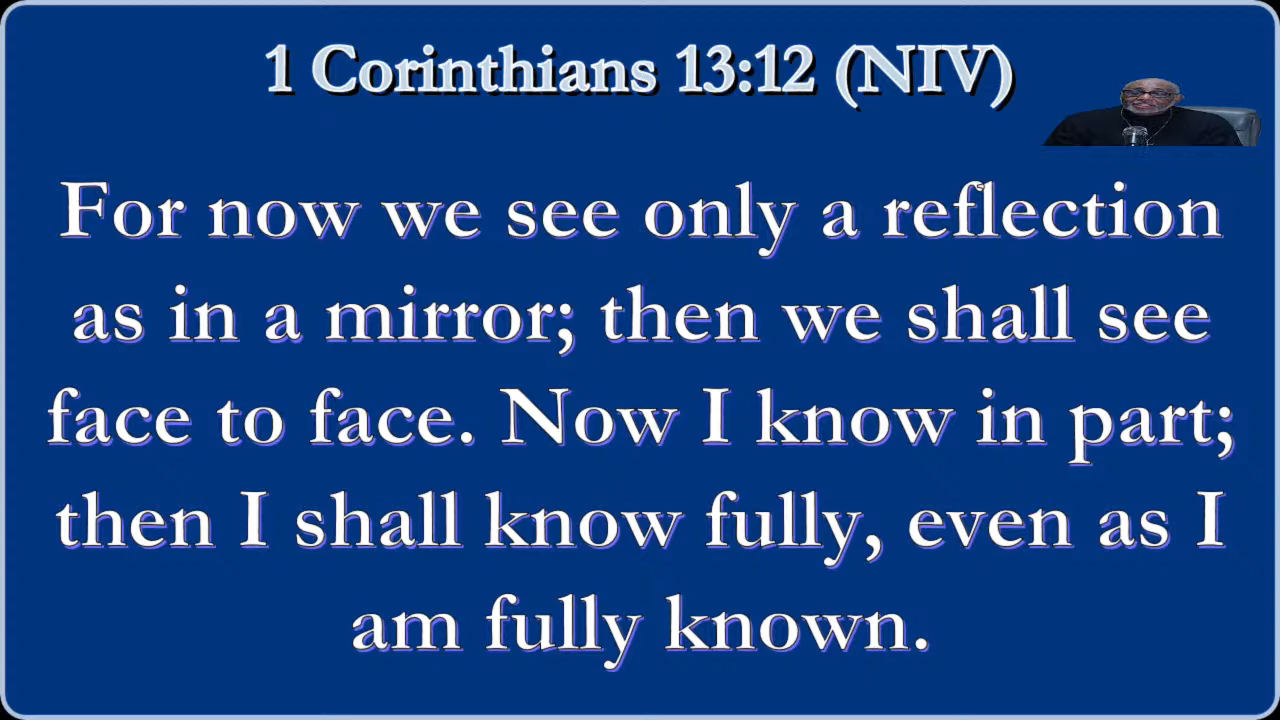 1 Corinthians 13:12 (NIV)
For now we see only a reflection
as in a mirror; then we shall see
face to face. Now I know in part;
then I shall know fully, even as I
am fully known.